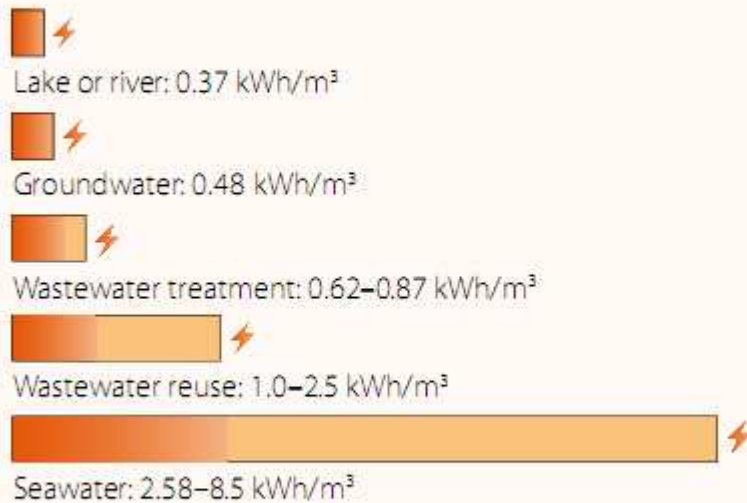 Lake or river: 0.37 kWh/m³
Groundwater: 0.48 kWh/m³
Wastewater treatment: 0.62–0.87 kWh/m³
Wastewater reuse: 1.0–2.5 kWh/m³
Seawater: 2.58–8.5 kWh/m³